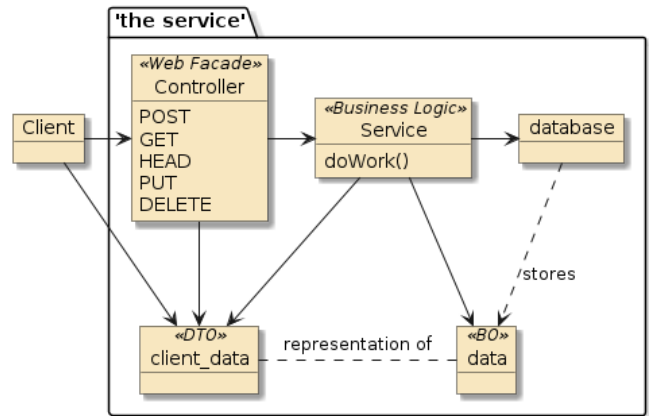 'the service'
«Web Facade»
Controller
POST
GET
HEAD
PUT
DELETE
Client
«Business Logic»
Service
doWork()
database
stores
«DTO»
client_data
representation of
«BO»
data